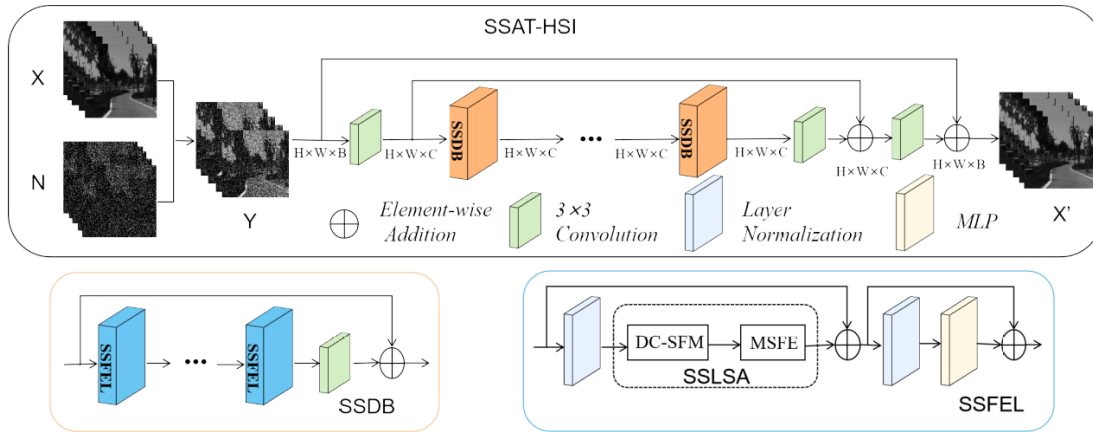 SSAT-HSI
X
N
Y
H×W×B
H×W×C
SSDB
H×W×C
•••
H×W×C
SSDB
H×W×C
H×W×C
H×W×B
X'
Element-wise
Addition
3×3
Convolution
Layer
Normalization
MLP
SSFEL
•••
SSFEL
SSDB
DC-SFM
MSFE
SSLSA
SSFEL